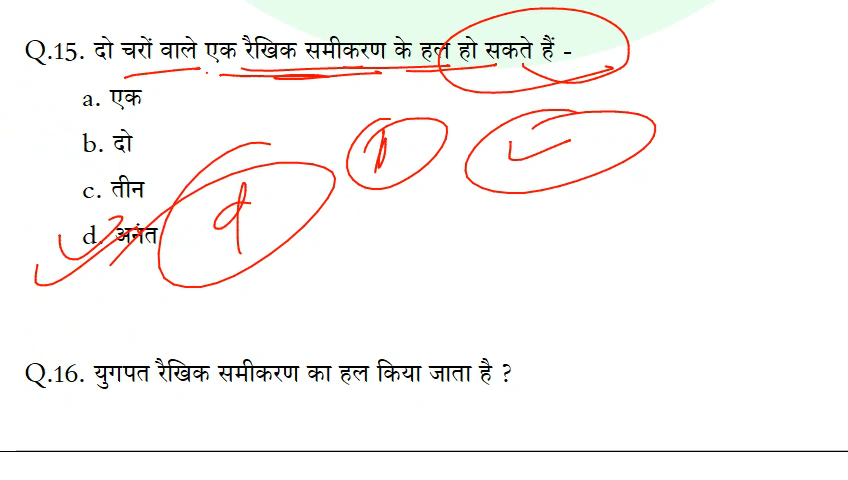 Q.15. दो चरों वाले एक रैखिक समीकरण के हल हो सकते हैं -
a. एक
b. दो
c. तीन
d. अनंत
d
Q.16. युगपत रैखिक समीकरण का हल किया जाता है ?